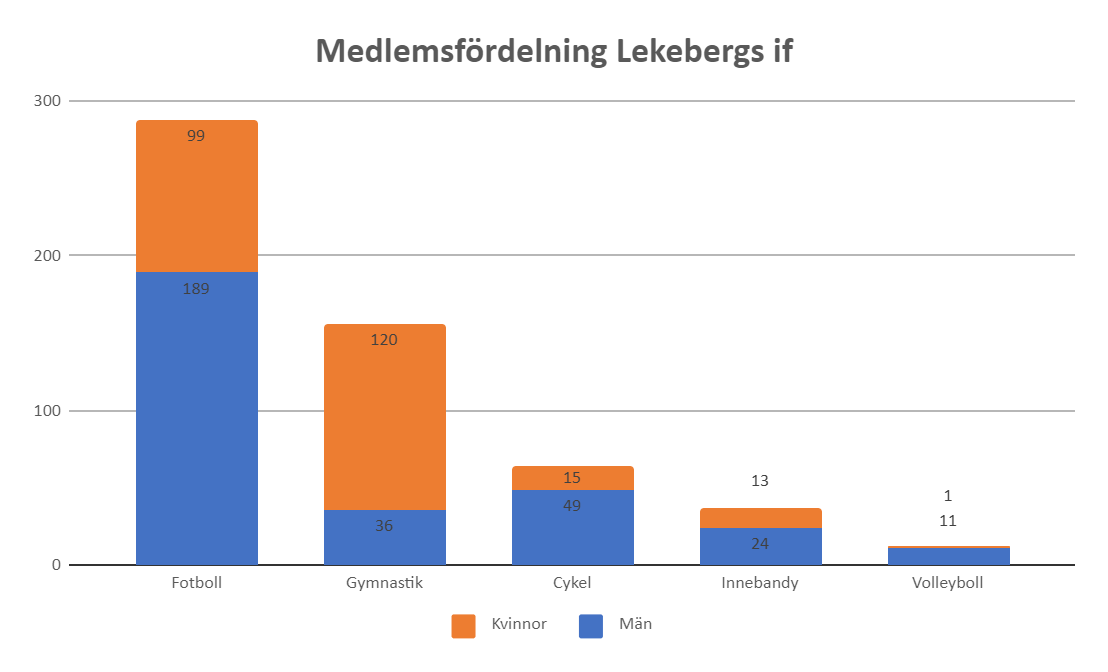 Medlemsfördelning Lekebergs if
300
200
100
0
99
189
120
36
15
49
13
24
1
11
Fotboll
Gymnastik
Cykel
Innebandy
Volleyboll
Kvinnor
Män